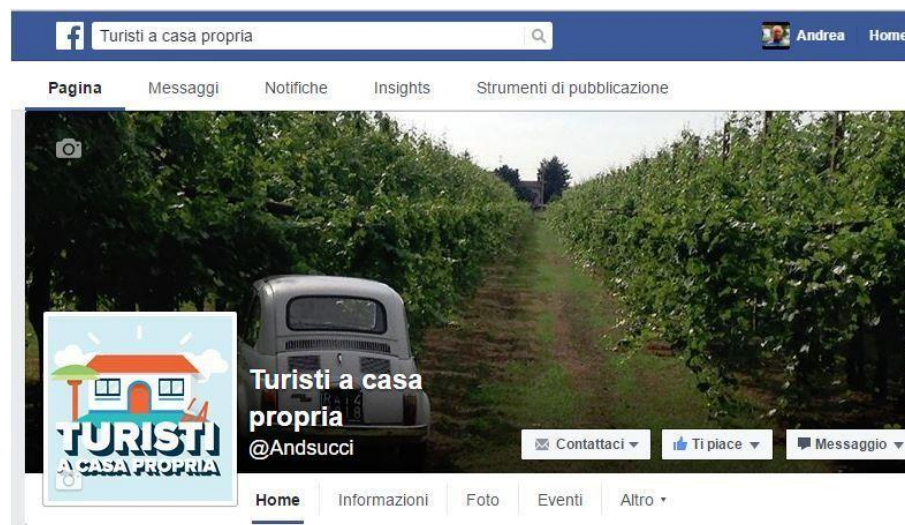 Turisti a casa propria
Andrea Home
Pagina Messaggi Notifiche Insights Strumenti di pubblicazione
Turisti a casa
propria
@Andsucci
TURISTI
A CASA PROPRIA
Contattaci Ti piace Messaggio
Home Informazioni Foto Eventi Altro